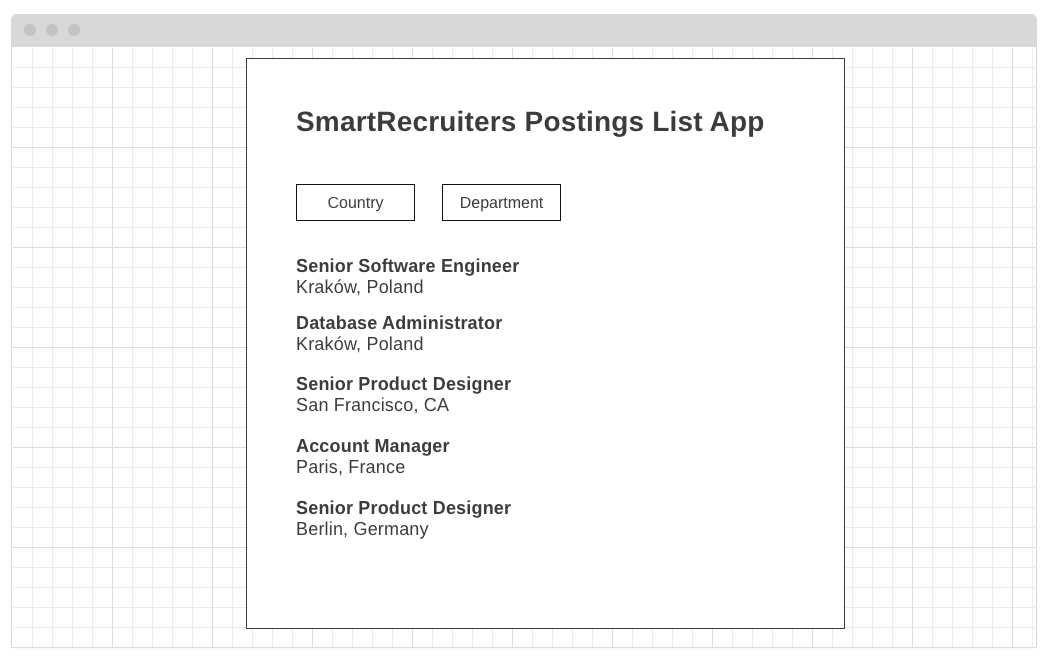 SmartRecruiters Postings List App
Country
Department
Senior Software Engineer
Kraków, Poland
Database Administrator
Kraków, Poland
Senior Product Designer
San Francisco, CA
Account Manager
Paris, France
Senior Product Designer
Berlin, Germany